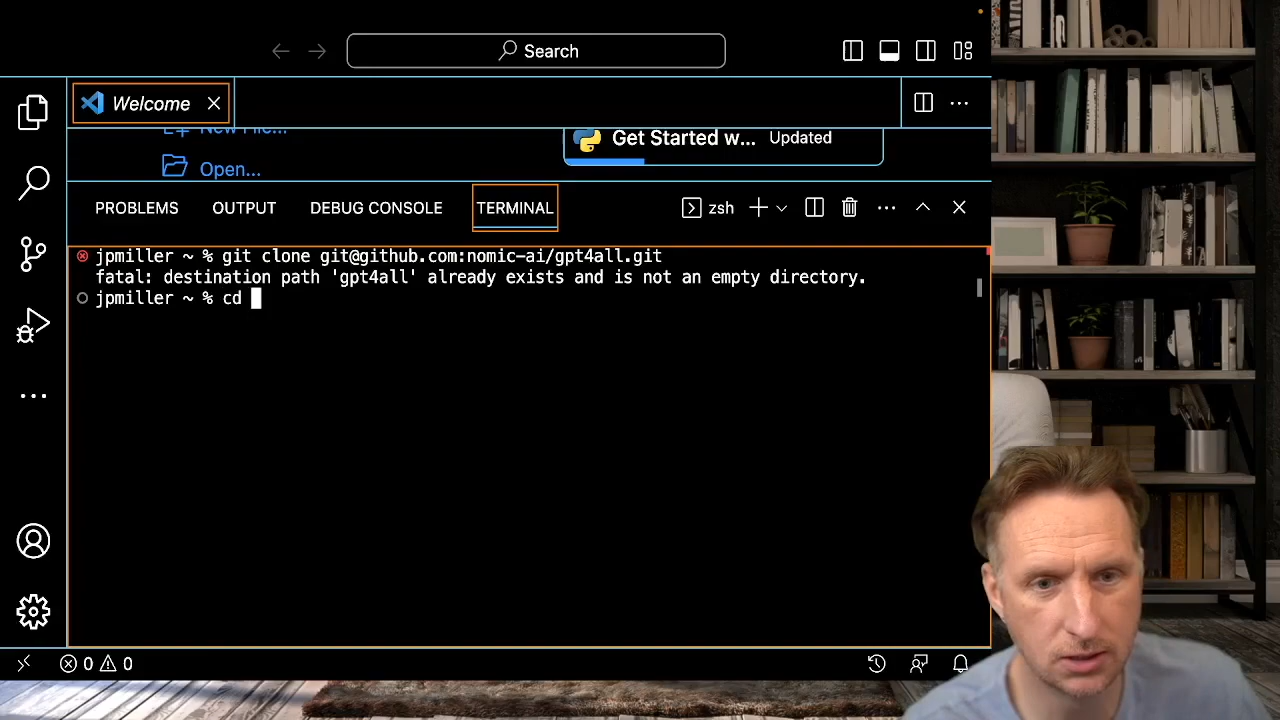 Search
Welcome
New File...
Open...
Get Started w... Updated
PROBLEMS OUTPUT DEBUG CONSOLE TERMINAL zsh
jpmiller ~ % git clone git@github.com:nomic-ai/gpt4all.git
fatal: destination path 'gpt4all' already exists and is not an empty directory.
jpmiller ~ % cd
0 0